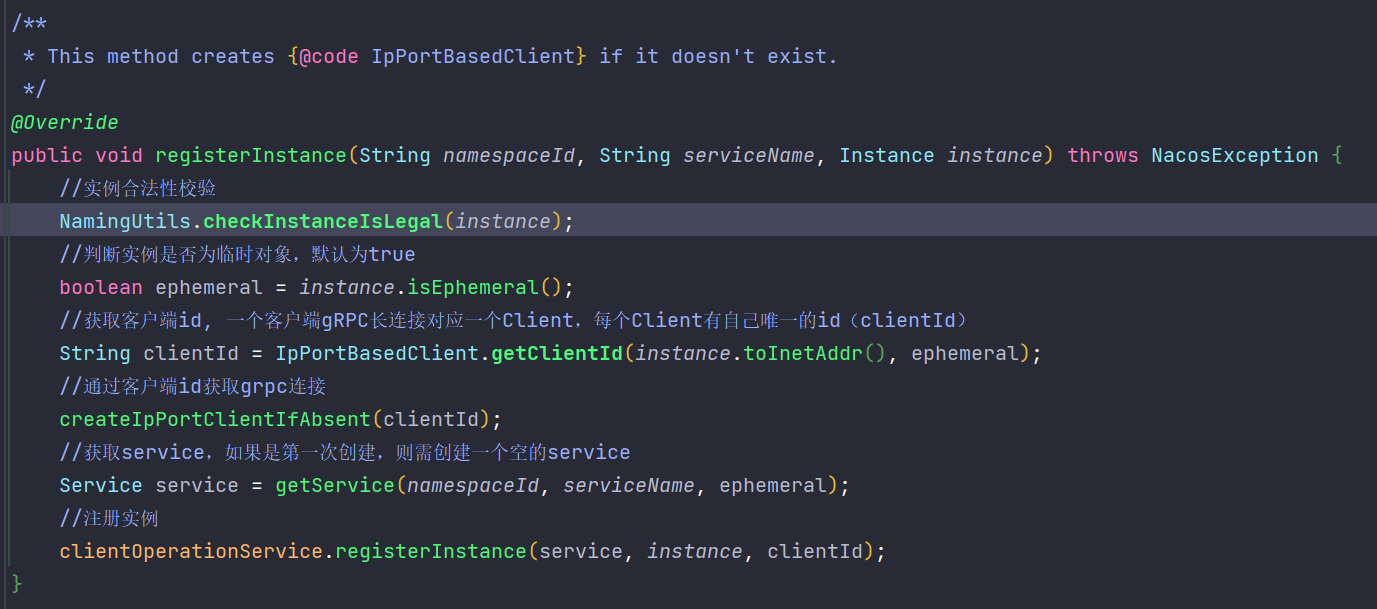 /**
 * This method creates {@code IpPortBasedClient} if it doesn't exist.
 */
@Override
public void registerInstance(String namespaceId, String serviceName, Instance instance) throws NacosException {
    //实例合法性校验
    NamingUtils.checkInstanceIsLegal(instance);
    //判断实例是否为临时对象，默认为true
    boolean ephemeral = instance.isEphemeral();
    //获取客户端id, 一个客户端gRPC长连接对应一个Client，每个Client有自己唯一的id（clientId）
    String clientId = IpPortBasedClient.getClientId(instance.toInetAddr(), ephemeral);
    //通过客户端id获取grpc连接
    createIpPortClientIfAbsent(clientId);
    //获取service，如果是第一次创建，则需创建一个空的service
    Service service = getService(namespaceId, serviceName, ephemeral);
    //注册实例
    clientOperationService.registerInstance(service, instance, clientId);
}